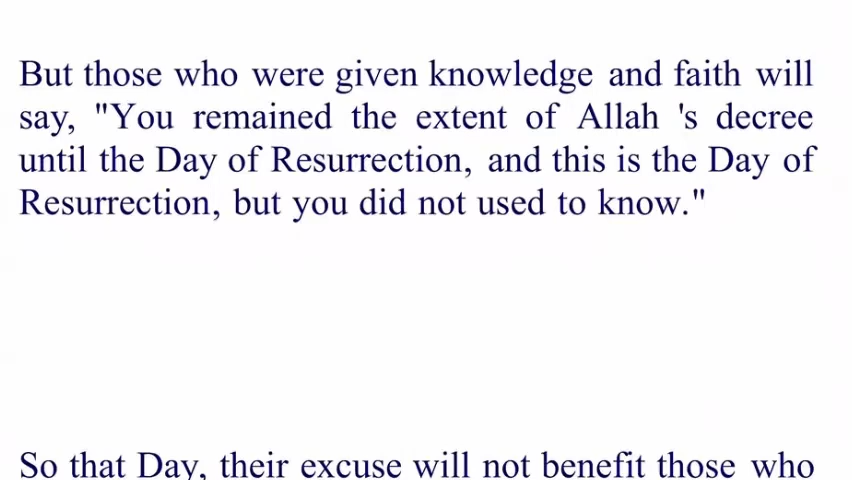 But those who were given knowledge and faith will
say, "You remained the extent of Allah 's decree
until the Day of Resurrection, and this is the Day of
Resurrection, but you did not used to know."
So that Day, their excuse will not benefit those who